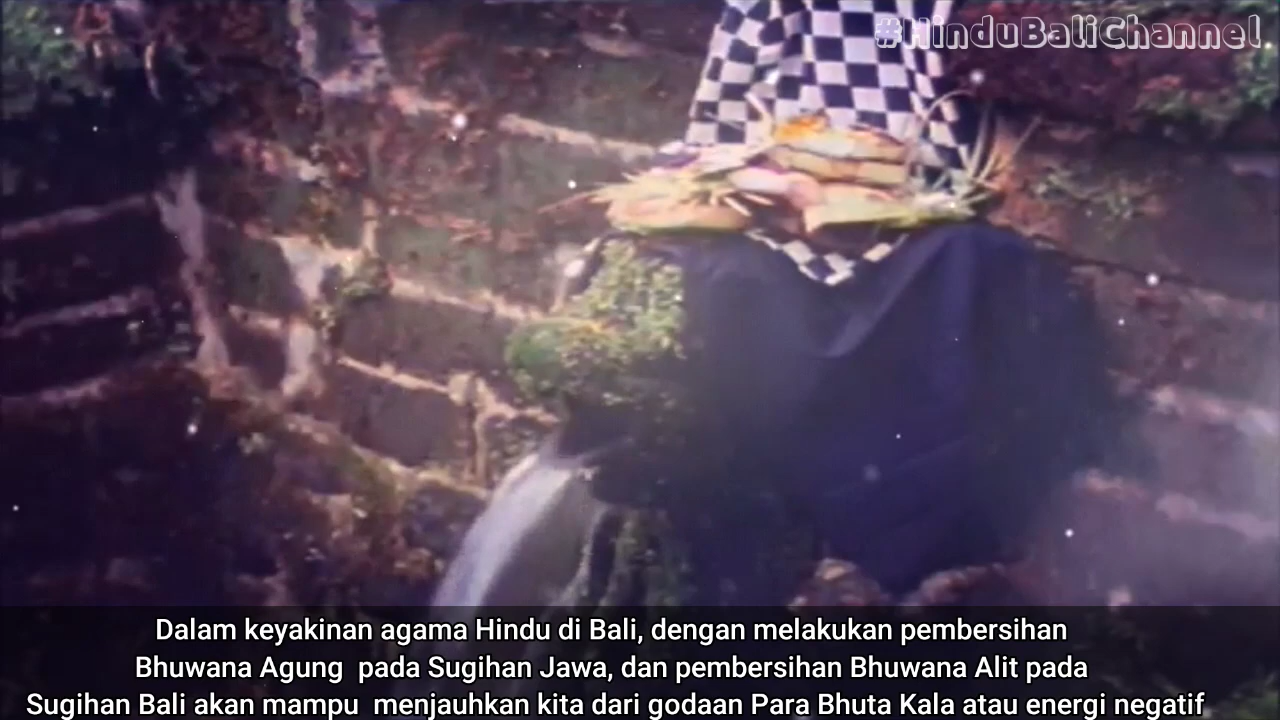 #HinduBaliChannel
Dalam keyakinan agama Hindu di Bali, dengan melakukan pembersihan
Bhuwana Agung pada Sugihan Jawa, dan pembersihan Bhuwana Alit pada
Sugihan Bali akan mampu menjauhkan kita dari godaan Para Bhuta Kala atau energi negatif